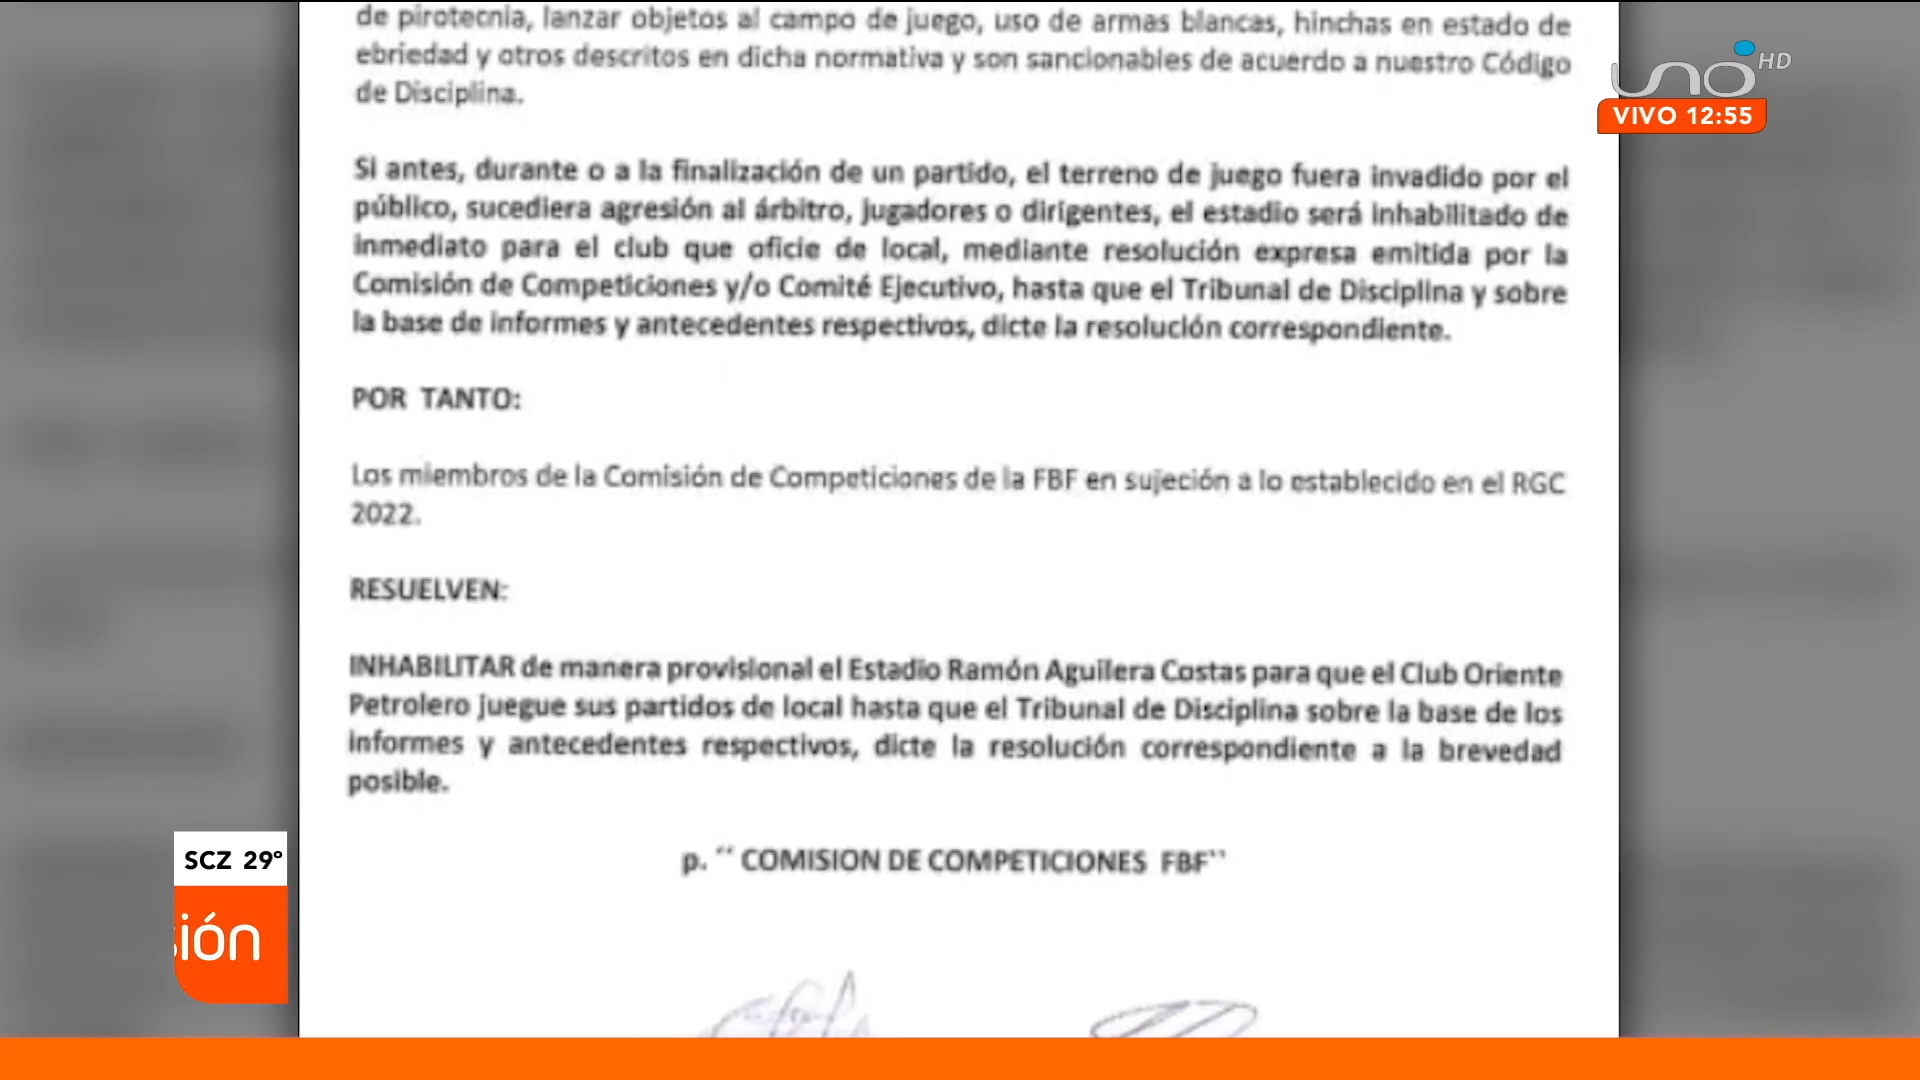 de pirotecnia, lanzar objetos al campo de juego, uso de armas blancas, hinchas en estado de
ebriedad y otros descritos en dicha normativa y son sancionables de acuerdo a nuestro Código
de Disciplina.
uno HD
VIVO 12:55
Si antes, durante o a la finalización de un partido, el terreno de juego fuera invadido por el
público, sucediera agresión al árbitro, jugadores o dirigentes, el estadio será inhabilitado de
inmediato para el club que oficie de local, mediante resolución expresa emitida por la
Comisión de Competiciones y/o Comité Ejecutivo, hasta que el Tribunal de Disciplina y sobre
la base de informes y antecedentes respectivos, dicte la resolución correspondiente.
POR TANTO:
Los miembros de la Comisión de Competiciones de la FBF en sujeción a lo establecido en el RGC
2022.
RESUELVEN:
INHABILITAR de manera provisional el Estadio Ramón Aguilera Costas para que el Club Oriente
Petrolero juegue sus partidos de local hasta que el Tribunal de Disciplina sobre la base de los
informes y antecedentes respectivos, dicte la resolución correspondiente a la brevedad
posible.
p. ´´ COMISION DE COMPETICIONES FBF``
SCZ 29°
sión